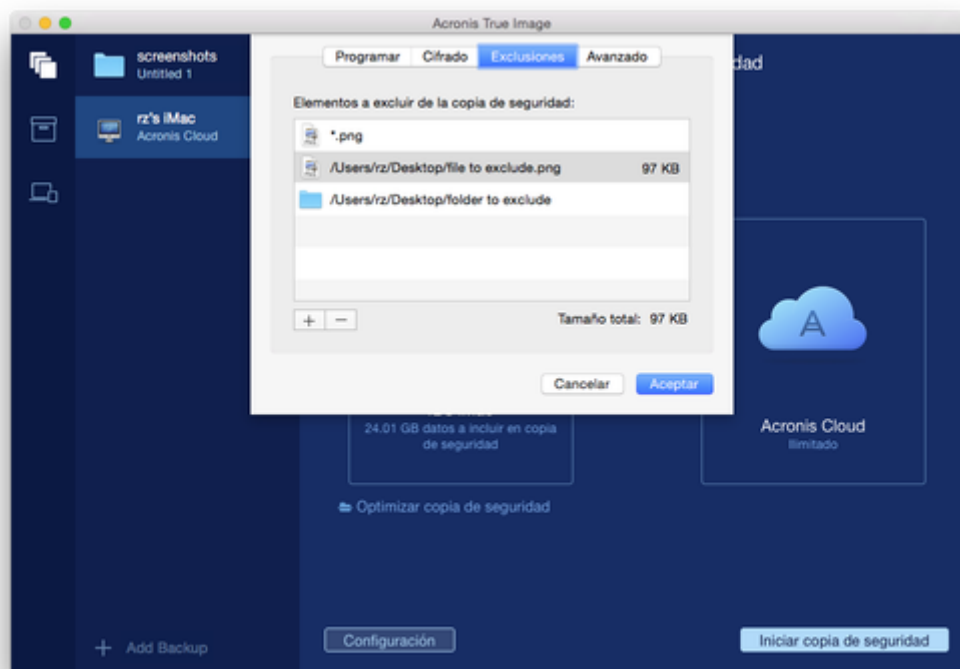 Acronis True Image
screenshots
Untitled 1
rz's iMac
Acronis Cloud
Add Backup
Programar
Cifrado
Exclusiones
Avanzado
dad
Elementos a excluir de la copia de seguridad:
*.png
/Users/rz/Desktop/file to exclude.png 97 KB
/Users/rz/Desktop/folder to exclude
Tamaño total: 97 KB
Cancelar
Aceptar
24.01 GB datos a incluir en copia
de seguridad
Acronis Cloud
Ilimitado
Optimizar copia de seguridad
Configuración
Iniciar copia de seguridad